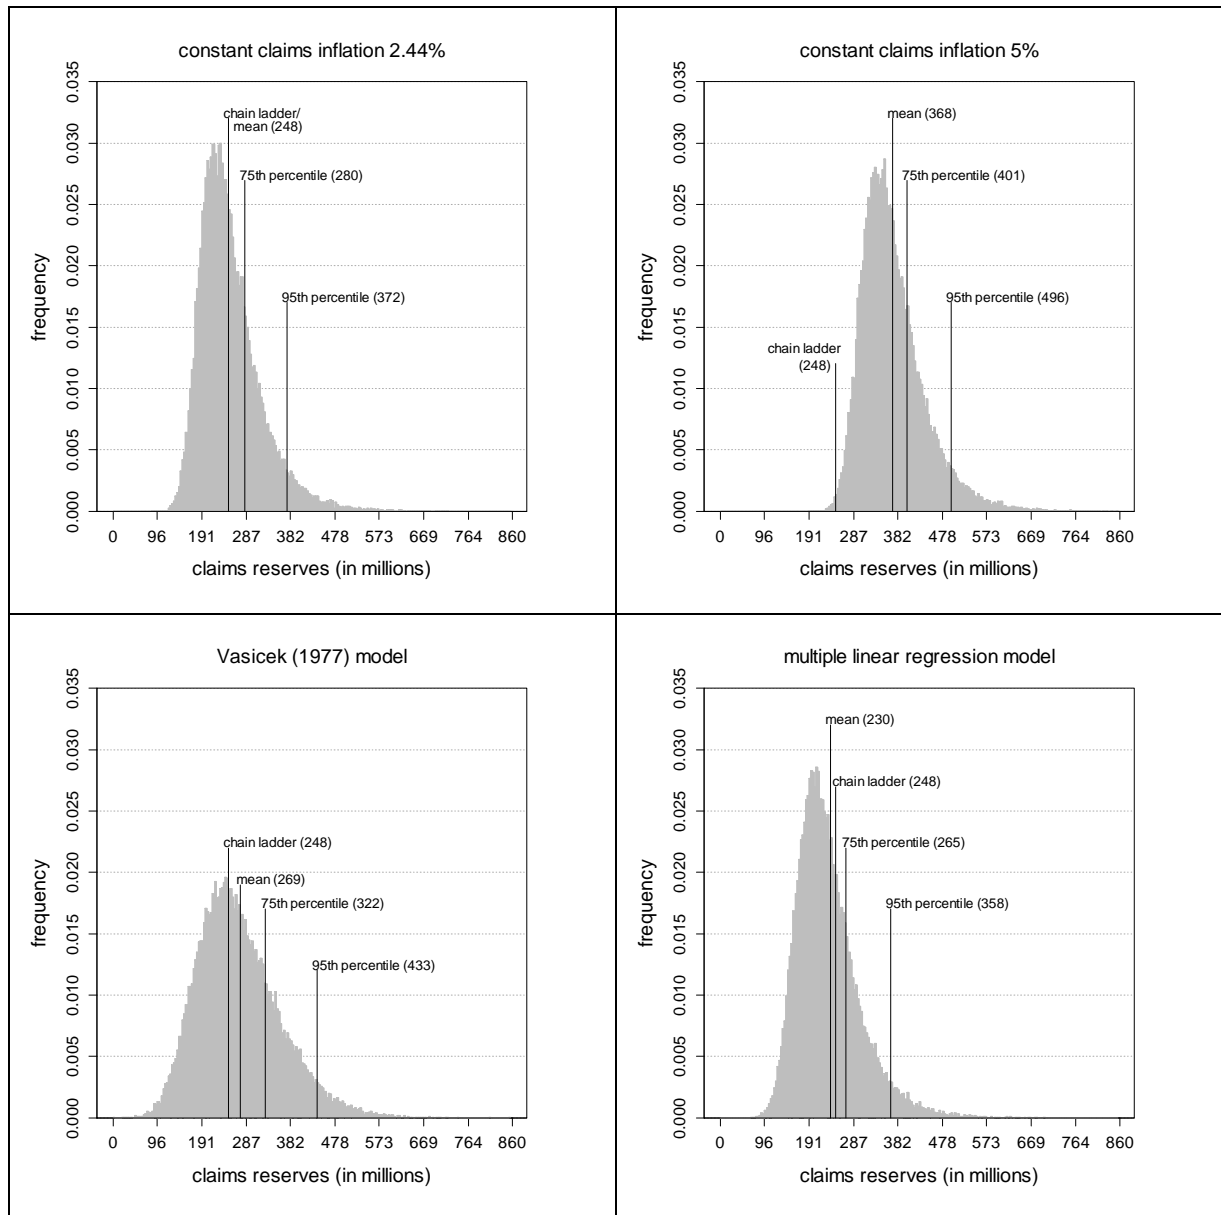 constant claims inflation 2.44%
0.035
0.030
0.025
0.020
0.015
0.010
0.005
0.000
frequency
chain ladder/
mean (248)
75th percentile (280)
95th percentile (372)
0 96 191 287 382 478 573 669 764 860
claims reserves (in millions)
constant claims inflation 5%
0.035
0.030
0.025
0.020
0.015
0.010
0.005
0.000
frequency
mean (368)
75th percentile (401)
95th percentile (496)
chain ladder
(248)
0 96 191 287 382 478 573 669 764 860
claims reserves (in millions)
Vasicek (1977) model
0.035
0.030
0.025
0.020
0.015
0.010
0.005
0.000
frequency
chain ladder (248)
mean (269)
75th percentile (322)
95th percentile (433)
0 96 191 287 382 478 573 669 764 860
claims reserves (in millions)
multiple linear regression model
0.035
0.030
0.025
0.020
0.015
0.010
0.005
0.000
frequency
mean (230)
chain ladder (248)
75th percentile (265)
95th percentile (358)
0 96 191 287 382 478 573 669 764 860
claims reserves (in millions)